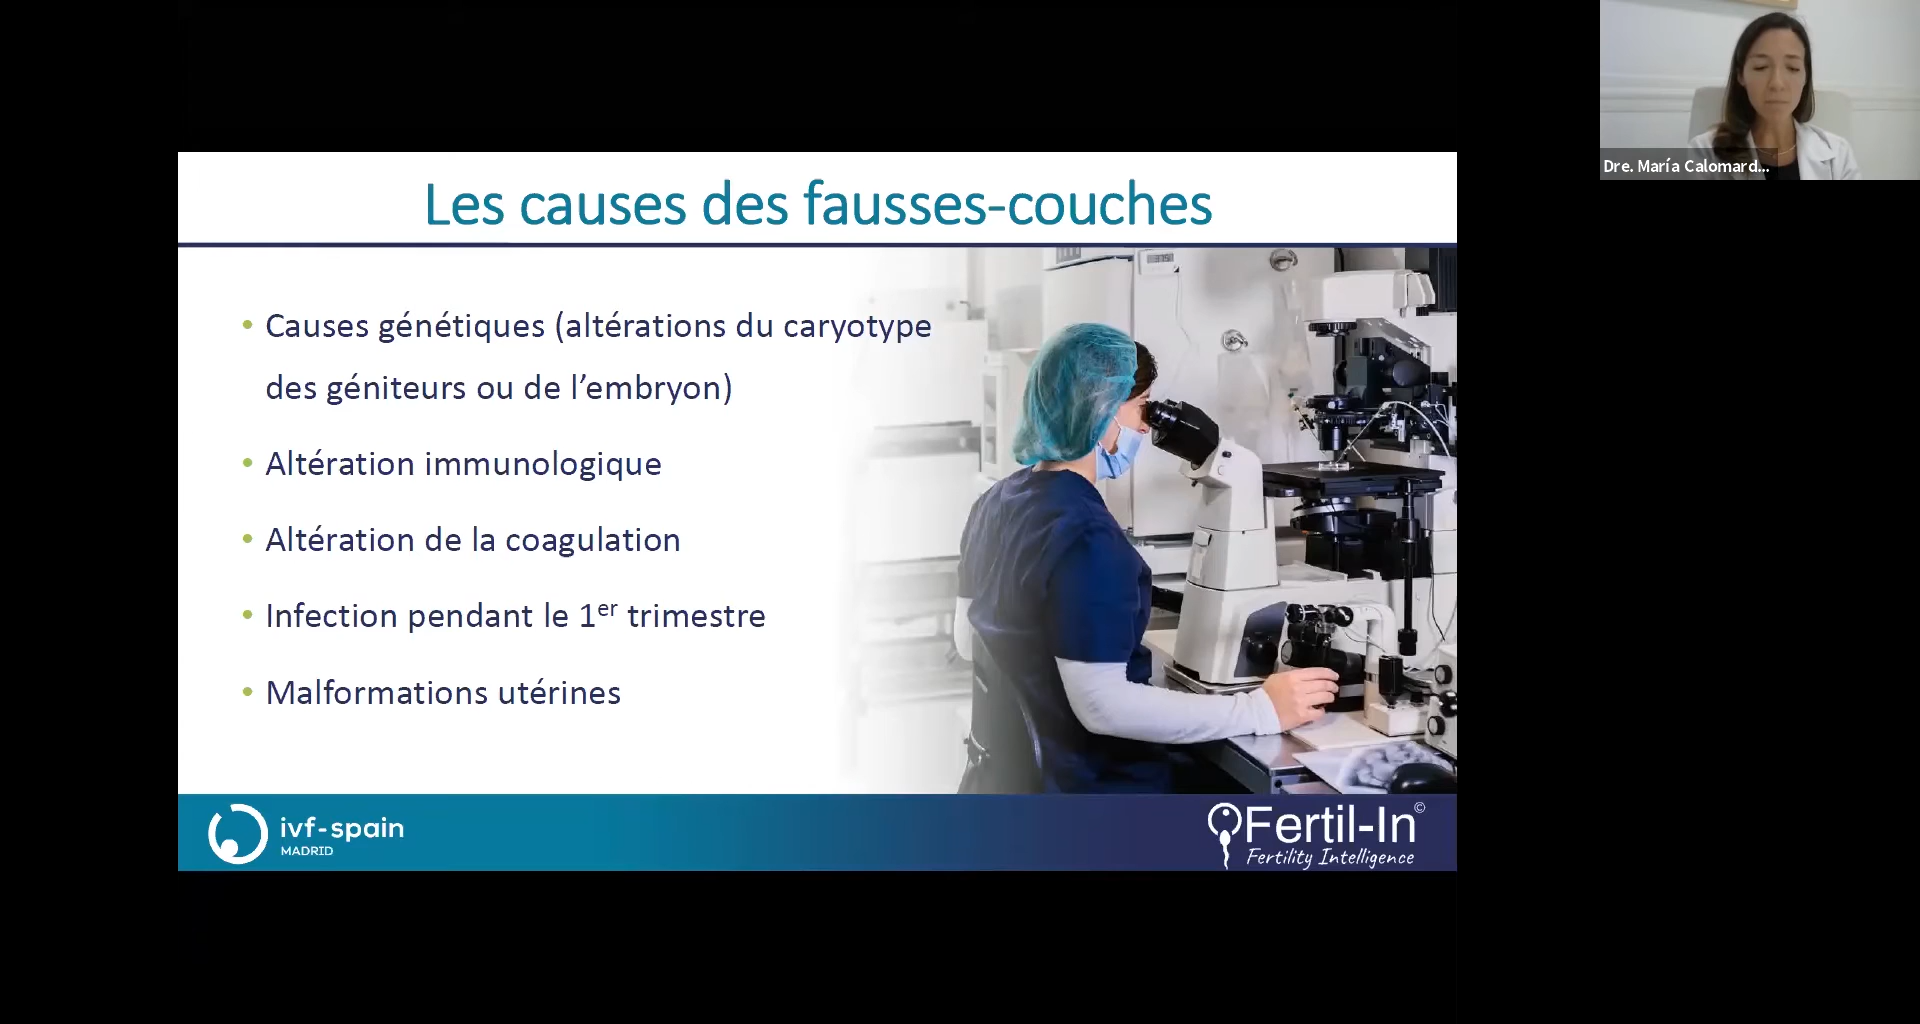 Dre. María Calomard...
Les causes des fausses-couches
• Causes génétiques (altérations du caryotype
des géniteurs ou de l’embryon)
• Altération immunologique
• Altération de la coagulation
• Infection pendant le 1er trimestre
• Malformations utérines
ivf-spain
MADRID
Fertil-In©
Fertility Intelligence